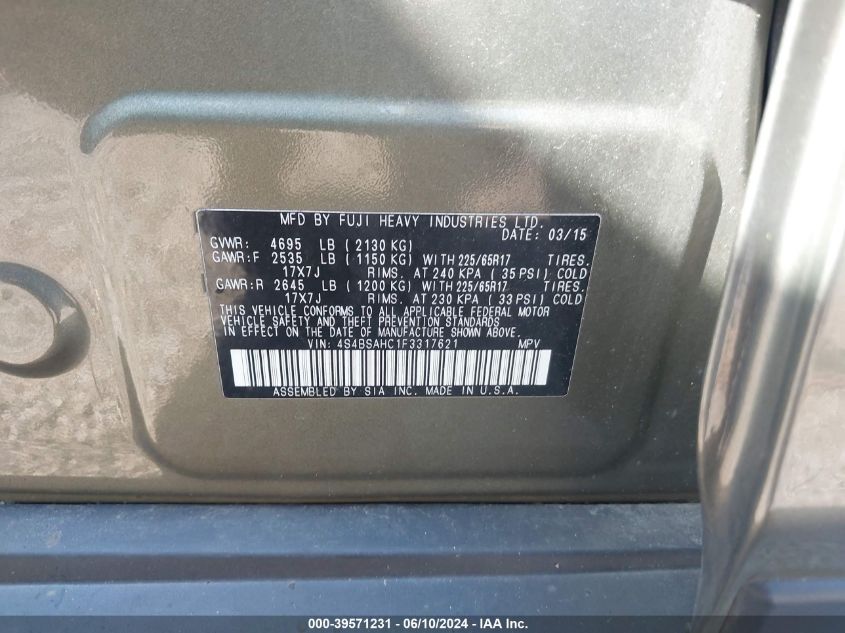 MFD BY FUJI HEAVY INDUSTRIES LTD.
DATE: 03/15
GVWR: 4695 LB ( 2130 KG)
GAWR:F 2535 LB ( 1150 KG) WITH 225/65R17 TIRES.
17X7J RIMS. AT 240 KPA ( 35 PSI) COLD
GAWR:R 2645 LB ( 1200 KG) WITH 225/65R17 TIRES.
17X7J RIMS. AT 230 KPA ( 33 PSI) COLD
THIS VEHICLE CONFORMS TO ALL APPLICABLE FEDERAL MOTOR
VEHICLE SAFETY AND THEFT PREVENTION STANDARDS
IN EFFECT ON THE DATE OF MANUFACTURE SHOWN ABOVE.
VIN: 4S4BSAHC1F3317621 MPV
ASSEMBLED BY SIA INC. MADE IN U.S.A.
000-39571231 - 06/10/2024 - IAA Inc.